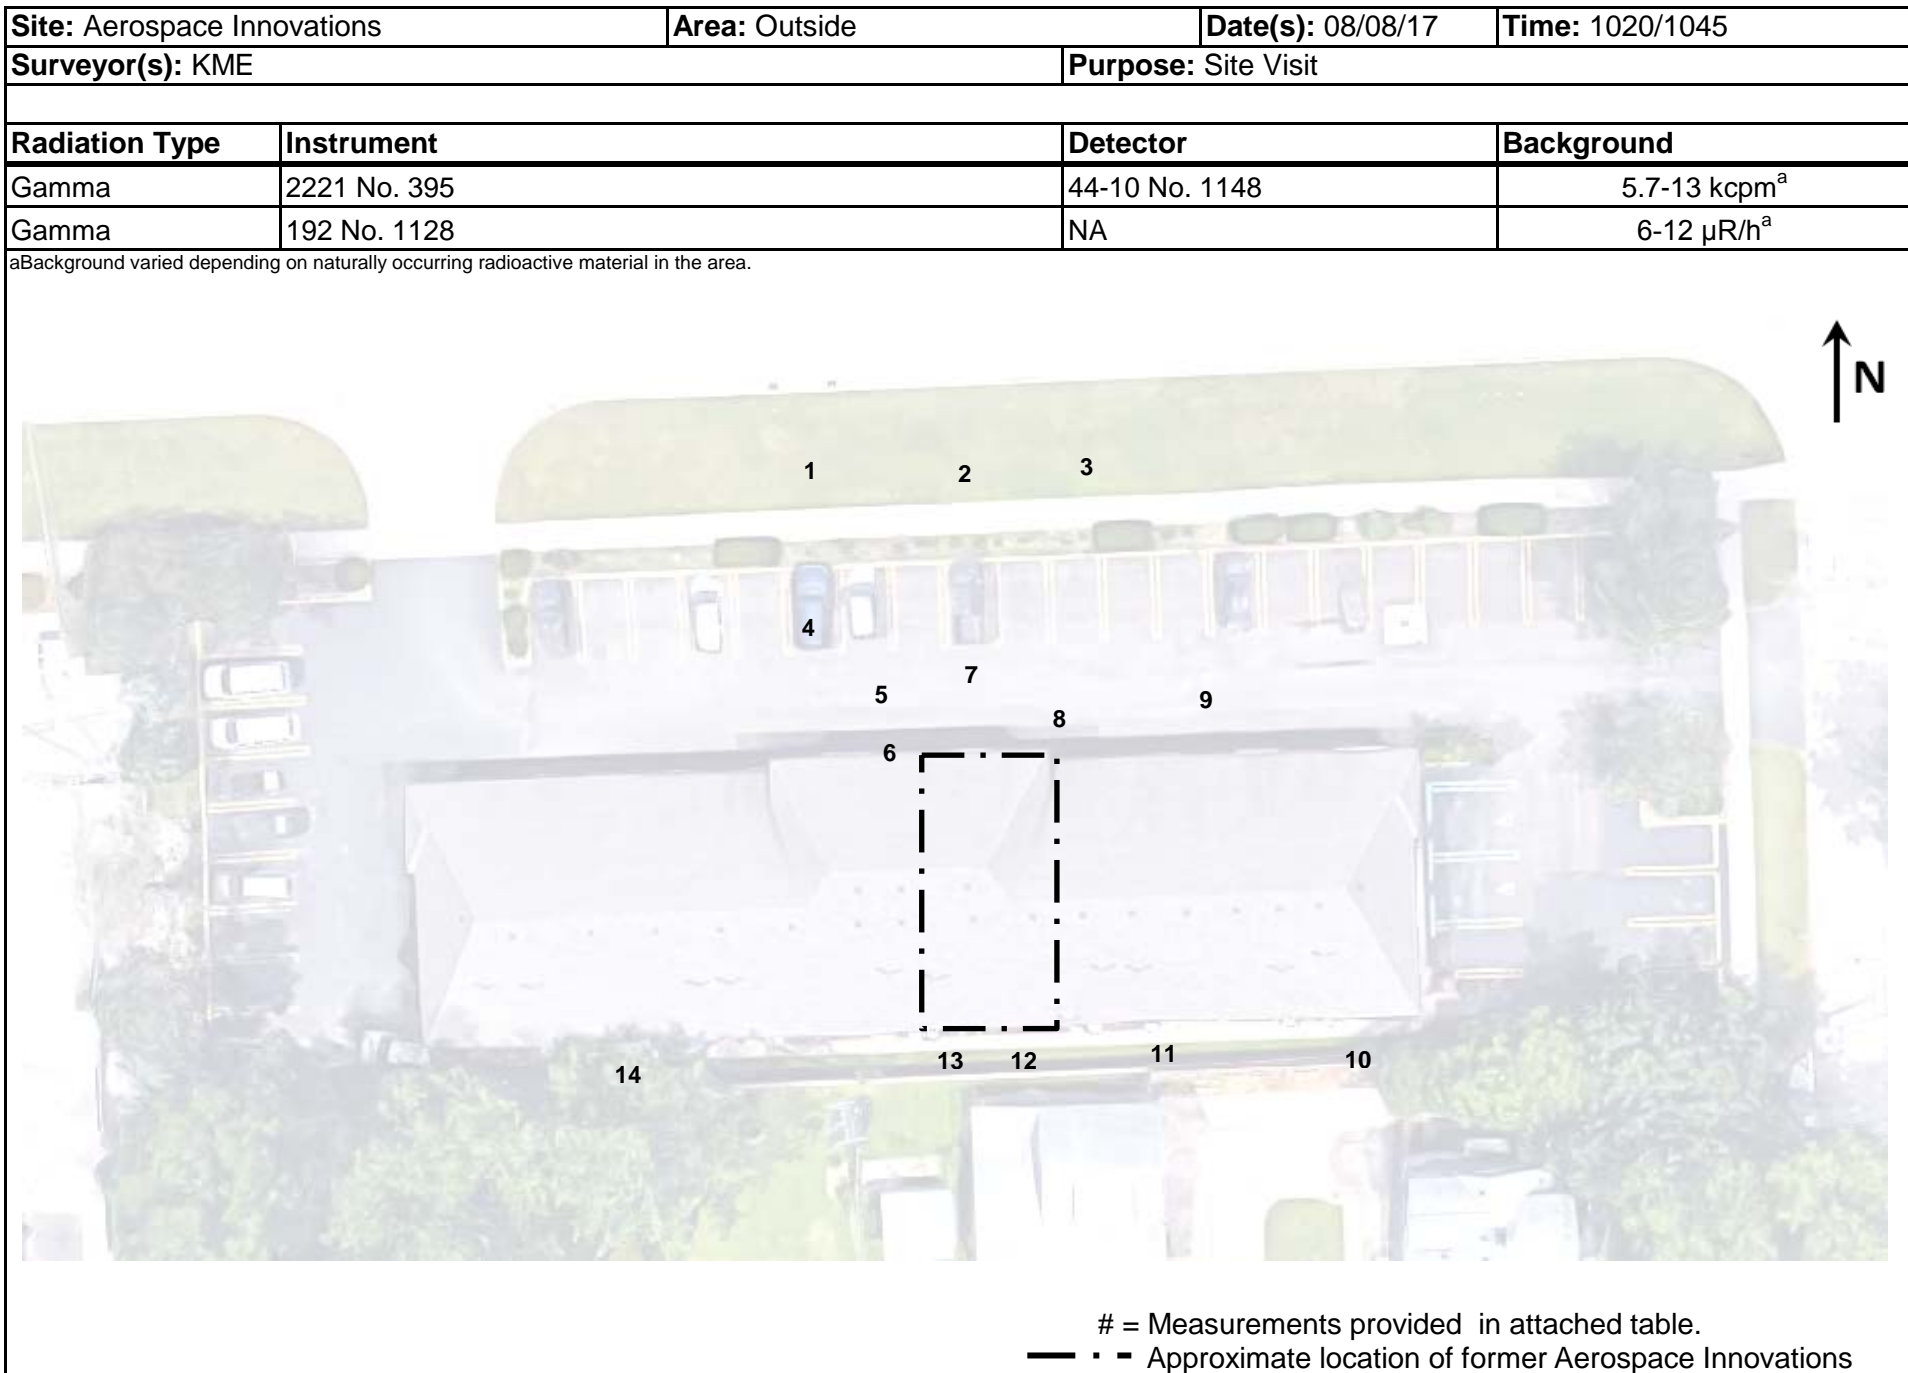 Site: Aerospace Innovations Area: Outside Date(s): 08/08/17 Time: 1020/1045
Surveyor(s): KME Purpose: Site Visit
Radiation Type Instrument Detector Background
Gamma 2221 No. 395 44-10 No. 1148 5.7-13 kcpmᵃ
Gamma 192 No. 1128 NA 6-12 µR/hᵃ
aBackground varied depending on naturally occurring radioactive material in the area.
N
1 2 3
4
5 7 9
6 8
13 12 11 10
14
# = Measurements provided in attached table.
Approximate location of former Aerospace Innovations